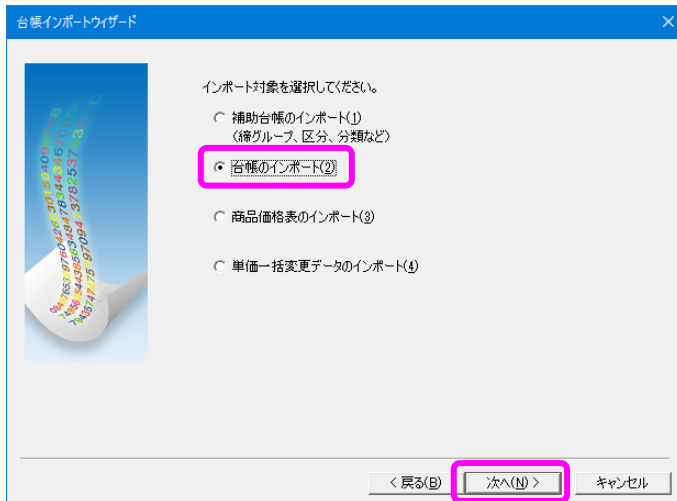 台帳インポートウィザード
インポート対象を選択してください。
補助台帳のインポート(1)
(締グループ、区分、分類など)
台帳のインポート(2)
商品価格表のインポート(3)
単価一括変更データのインポート(4)
< 戻る(B)
次へ(N) >
キャンセル